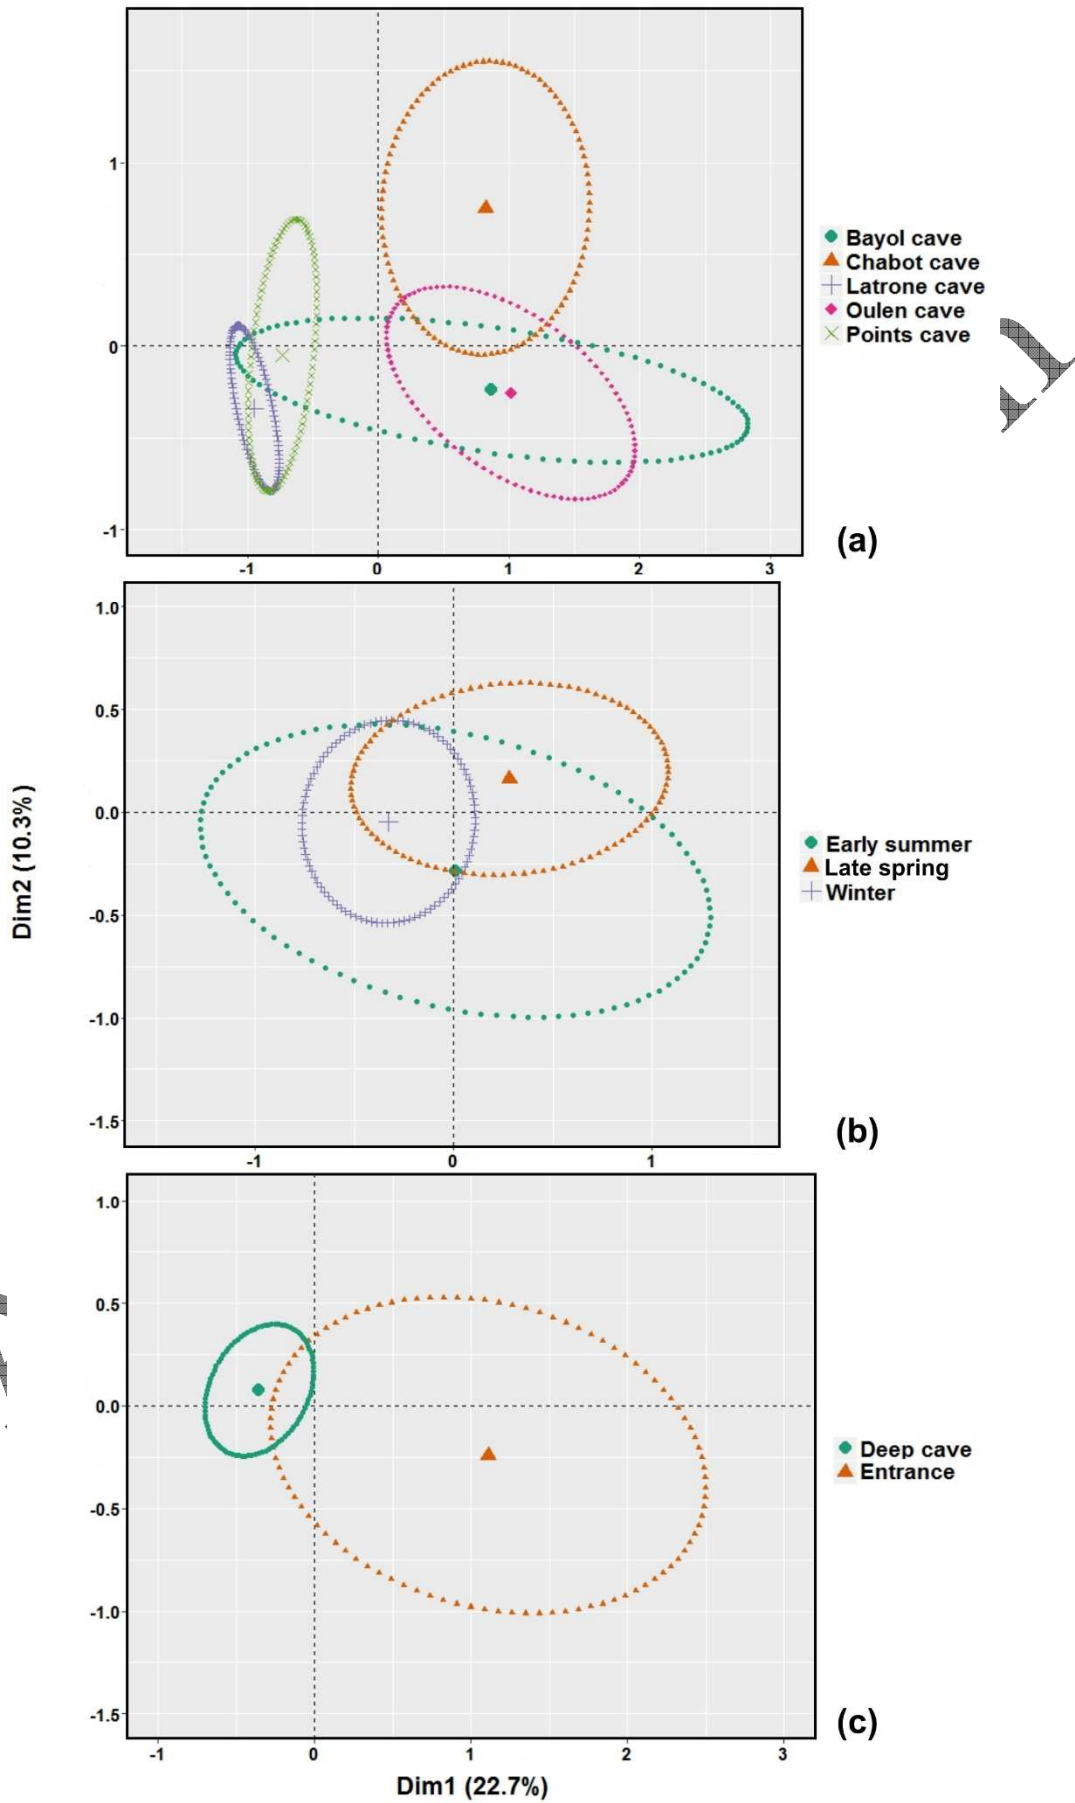 1
0
-1
-1
0
1
2
3
Bayol cave
Chabot cave
Latrone cave
Oulen cave
Points cave
(a)
1.0
0.5
0.0
-0.5
-1.0
-1.5
-1
0
1
Early summer
Late spring
Winter
(b)
Dim2 (10.3%)
1.0
0.5
0.0
-0.5
-1.0
-1.5
-1
0
1
2
3
Deep cave
Entrance
(c)
Dim1 (22.7%)